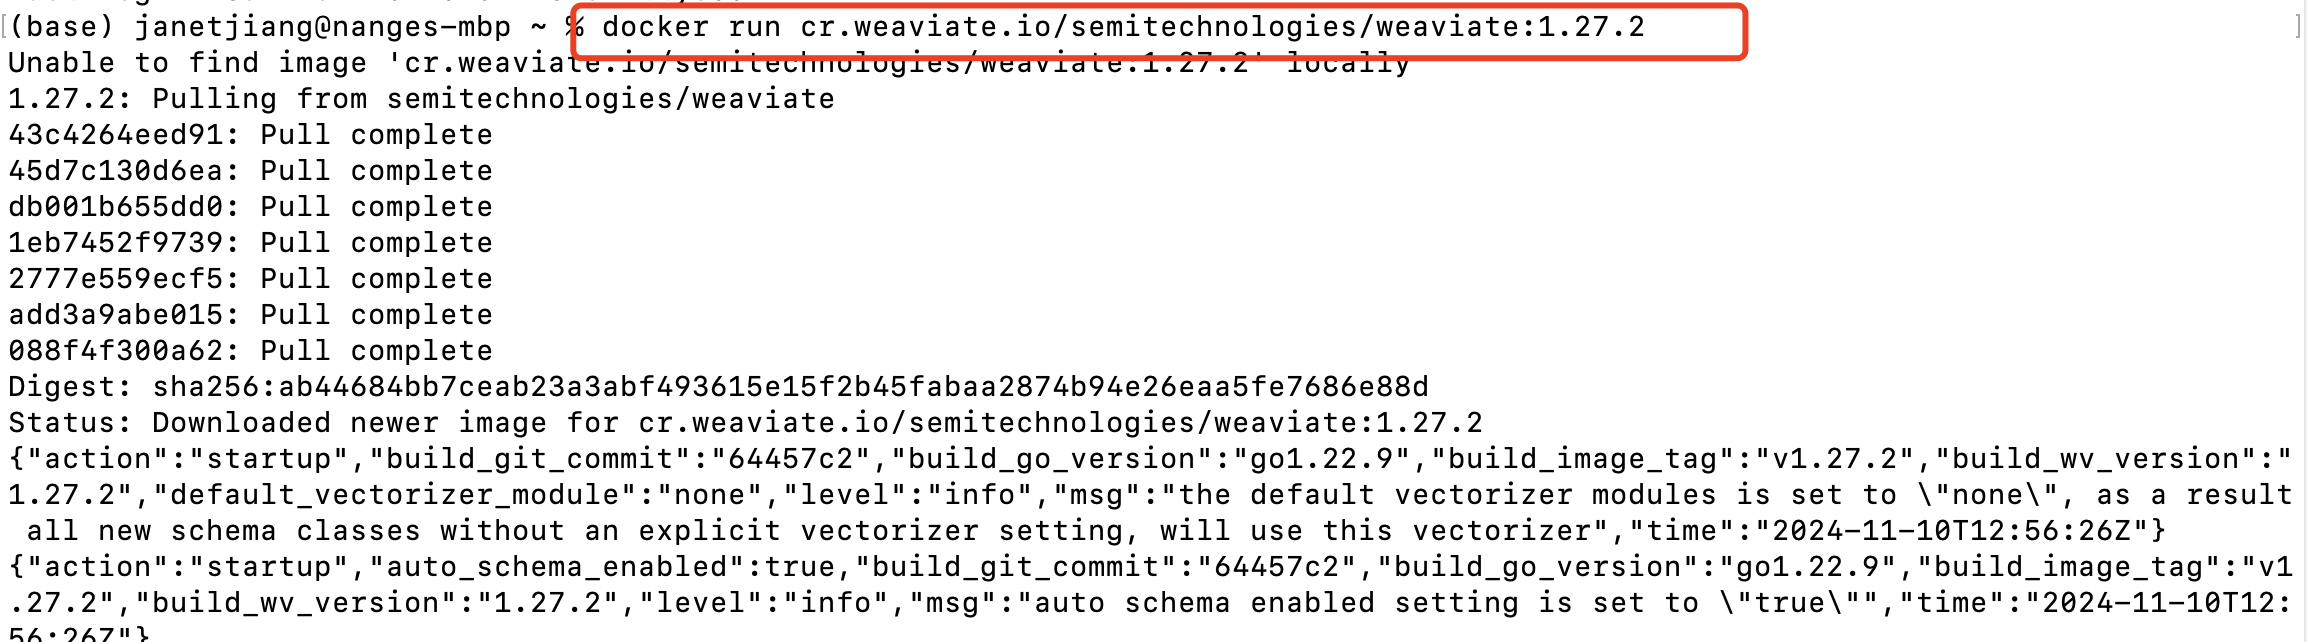 (base) janetjiang@nanges-mbp ~ % docker run cr.weaviate.io/semitechnologies/weaviate:1.27.2
Unable to find image 'cr.weaviate.io/semitechnologies/weaviate:1.27.2' locally
1.27.2: Pulling from semitechnologies/weaviate
43c4264eed91: Pull complete
45d7c130d6ea: Pull complete
db001b655dd0: Pull complete
1eb7452f9739: Pull complete
2777e559ecf5: Pull complete
add3a9abe015: Pull complete
088f4f300a62: Pull complete
Digest: sha256:ab44684bb7ceab23a3abf493615e15f2b45fabaa2874b94e26eaa5fe7686e88d
Status: Downloaded newer image for cr.weaviate.io/semitechnologies/weaviate:1.27.2
{"action":"startup","build_git_commit":"64457c2","build_go_version":"go1.22.9","build_image_tag":"v1.27.2","build_wv_version":"
1.27.2","default_vectorizer_module":"none","level":"info","msg":"the default vectorizer modules is set to \"none\", as a result
all new schema classes without an explicit vectorizer setting, will use this vectorizer","time":"2024-11-10T12:56:26Z"}
{"action":"startup","auto_schema_enabled":true,"build_git_commit":"64457c2","build_go_version":"go1.22.9","build_image_tag":"v1
.27.2","build_wv_version":"1.27.2","level":"info","msg":"auto schema enabled setting is set to \"true\"","time":"2024-11-10T12:
56:26Z"}